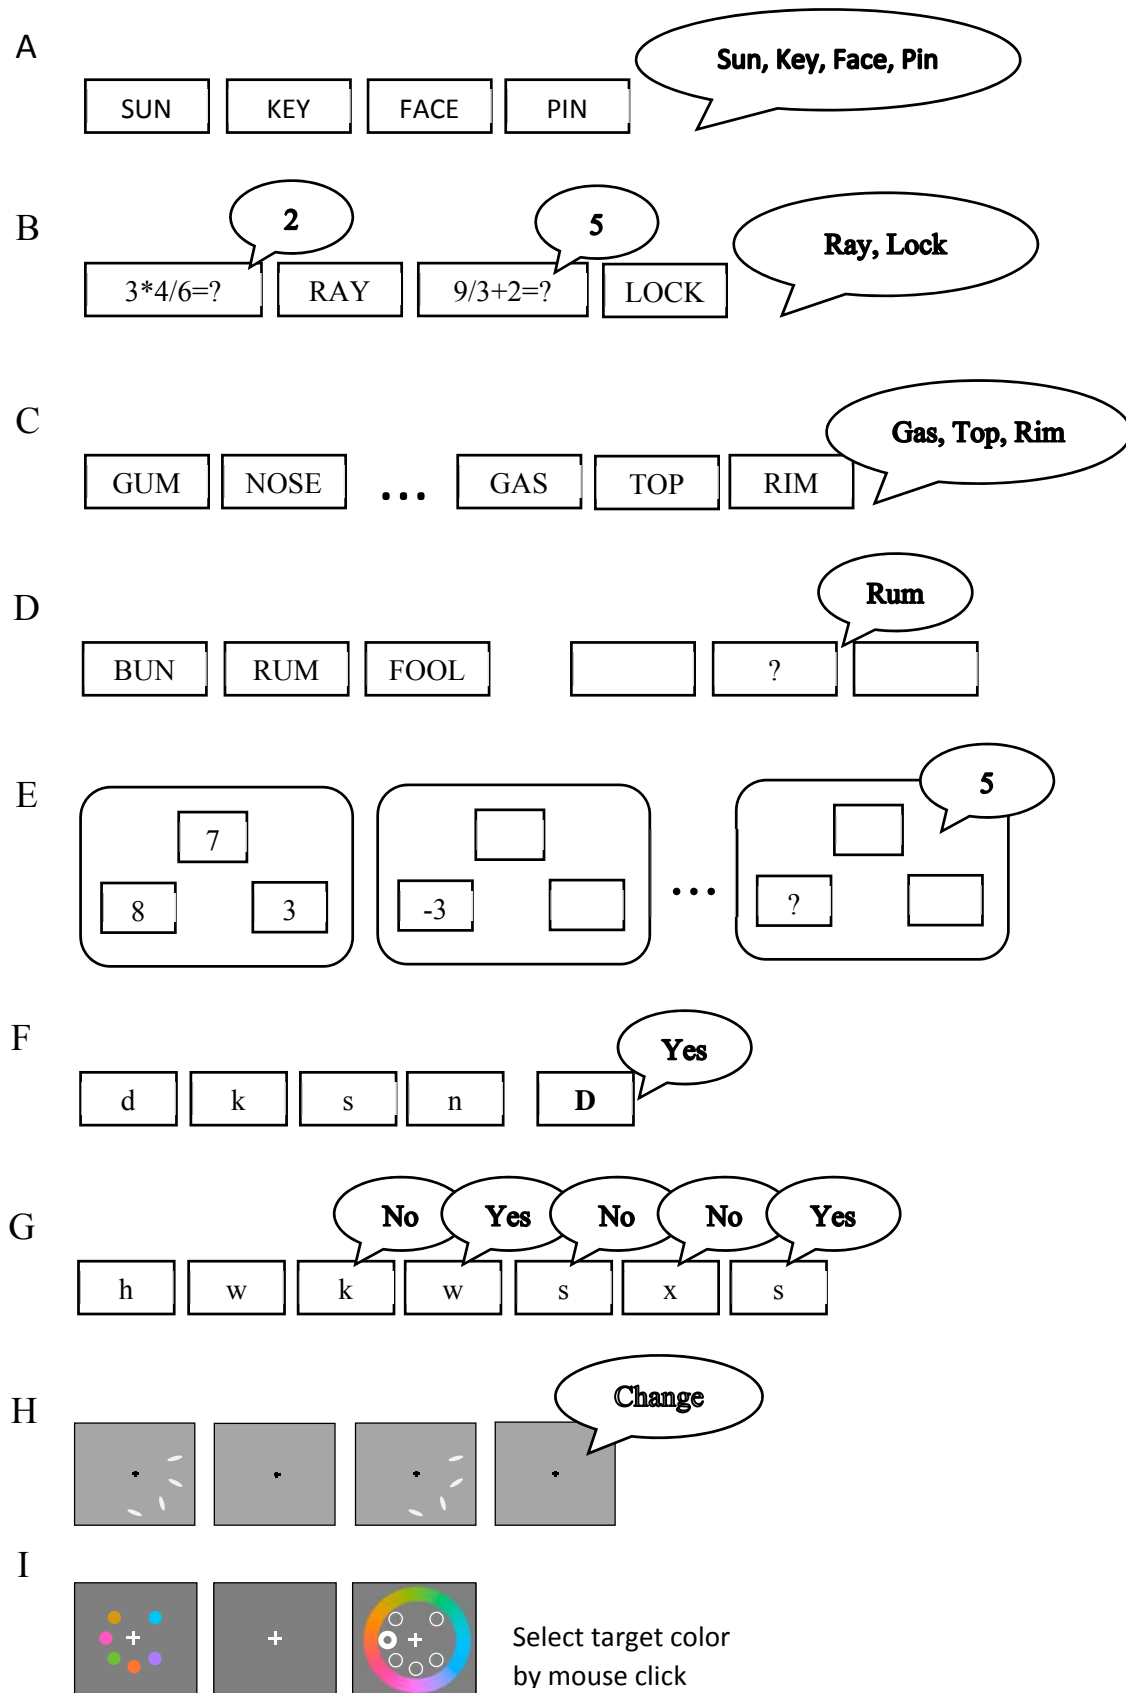 A
Sun, Key, Face, Pin
SUN KEY FACE PIN
B
2 5
Ray, Lock
3*4/6=? RAY 9/3+2=? LOCK
C
Gas, Top, Rim
GUM NOSE ... GAS TOP RIM
D
Rum
BUN RUM FOOL ?
E
5
7
8 3 -3 ... ?
F
Yes
d k s n D
G
No Yes No No Yes
h w k w s x s
H
Change
I
Select target color
by mouse click